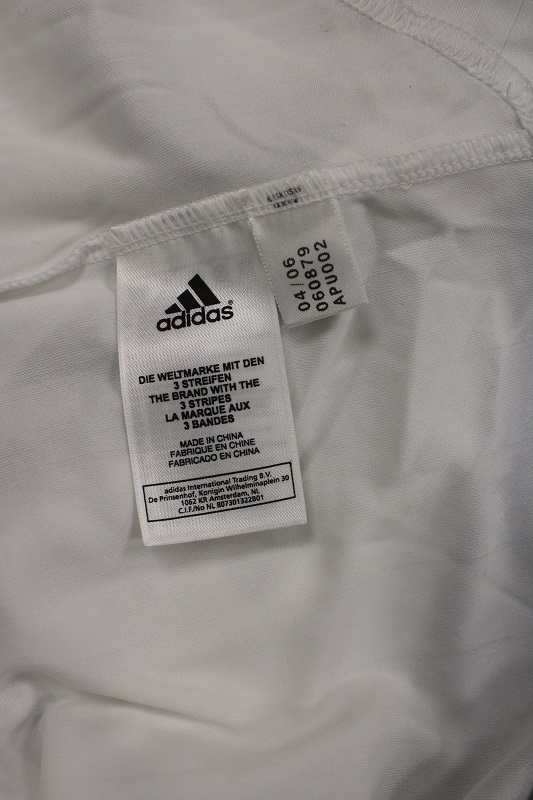 adidas®
DIE WELTMARKE MIT DEN
3 STREIFEN
THE BRAND WITH THE
3 STRIPES
LA MARQUE AUX
3 BANDES
MADE IN CHINA
FABRIQUE EN CHINE
FABRICADO EN CHINA
adidas International Trading B.V.
De Prinsenhof, Konigin Wilhelminaplein 30
1062 KR Amsterdam, NL
C.I.F./No NL 807301322B01
04/06
060879
APU002